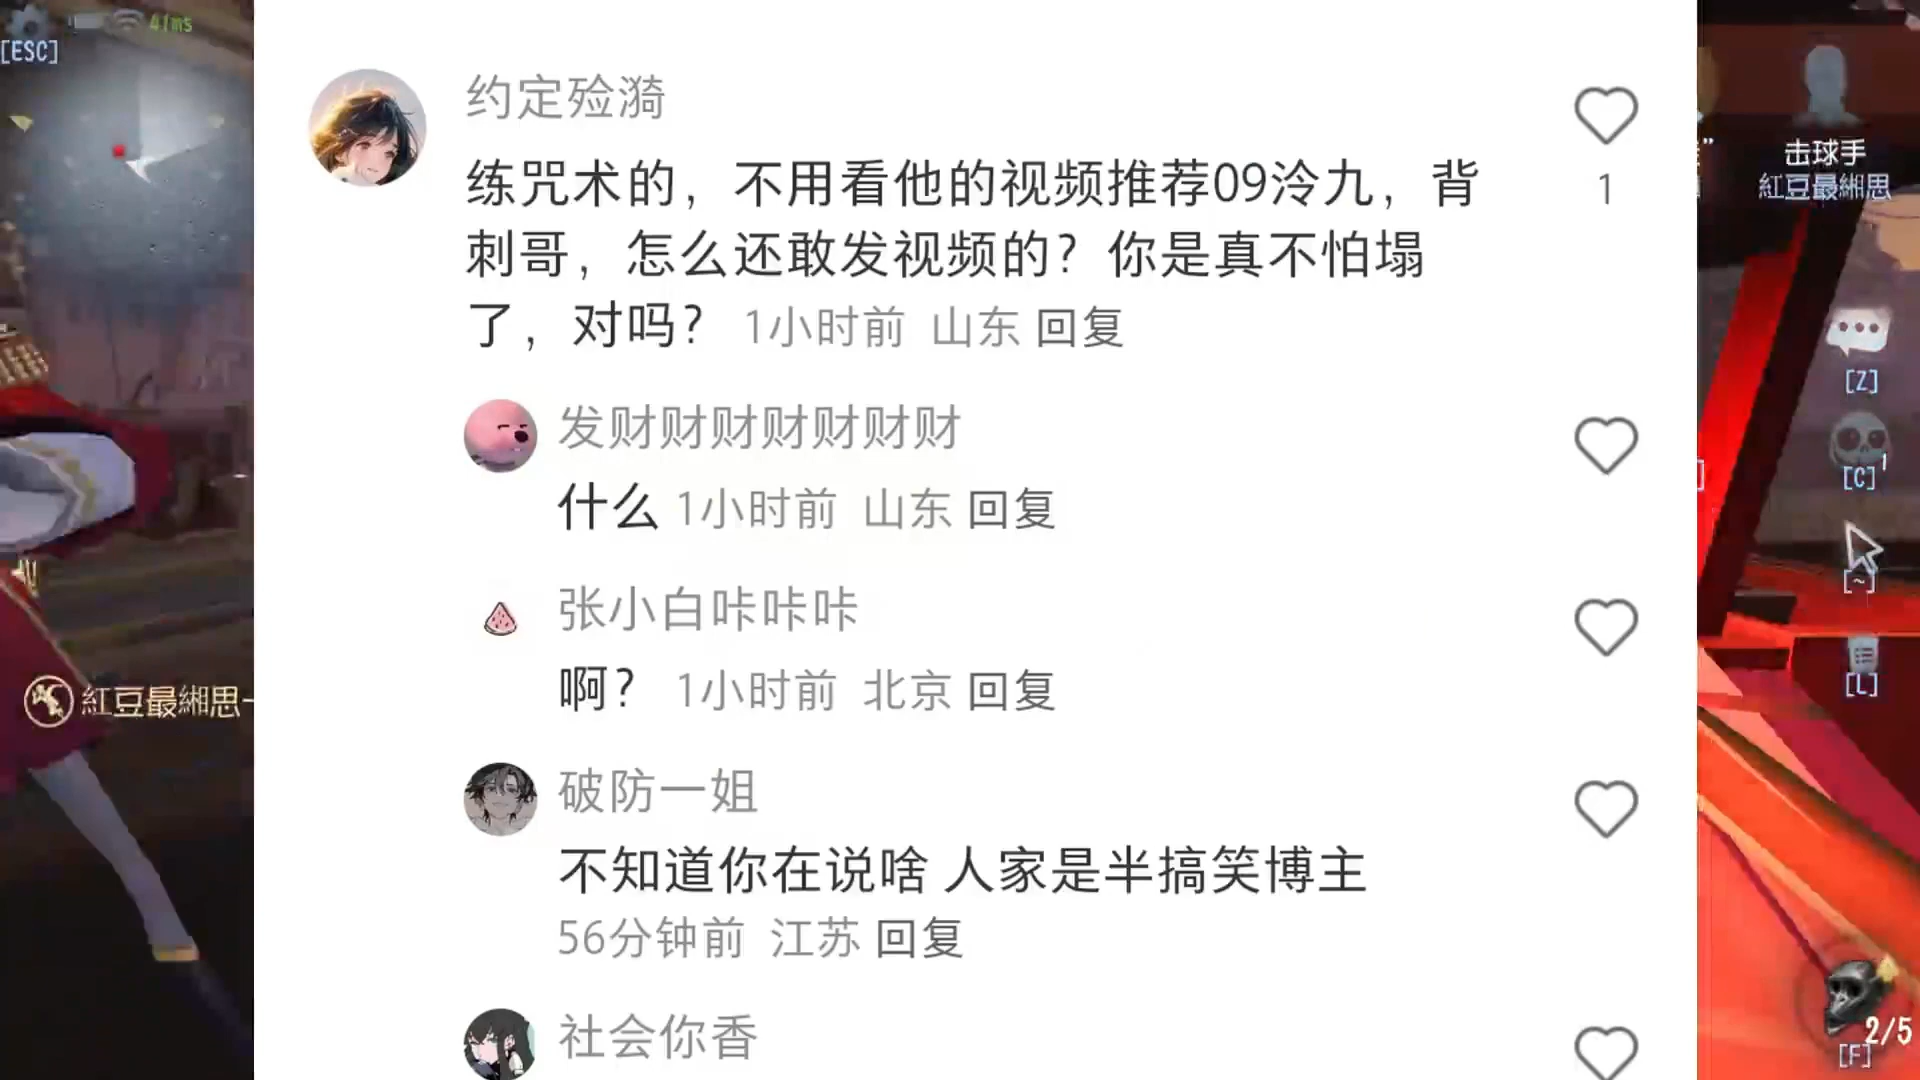 41ms
[ESC]
约定殓漪
练咒术的，不用看他的视频推荐09泠九，背
刺哥，怎么还敢发视频的？你是真不怕塌
了，对吗？ 1小时前 山东 回复
1
发财财财财财财财
什么 1小时前 山东 回复
张小白咔咔咔
啊？ 1小时前 北京 回复
破防一姐
不知道你在说啥 人家是半搞笑博主
56分钟前 江苏 回复
社会你香
紅豆最緗思
击球手
紅豆最緗思
[Z]
1
[C]
[~]
[L]
2/5
[F]